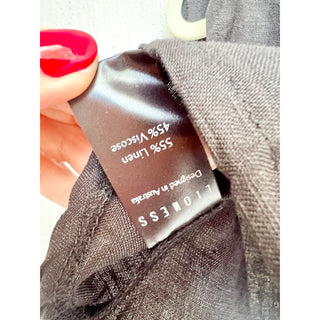 LIONESS
Designed in Australia
55% Linen
45% Viscose